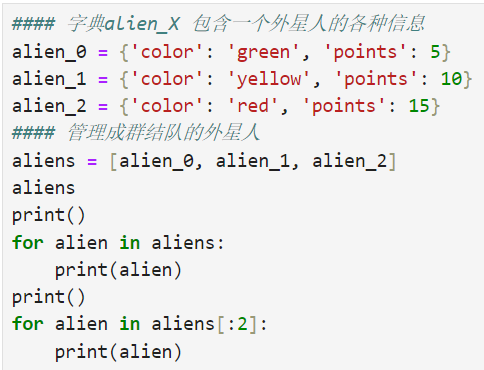 #### 字典alien_X 包含一个外星人的各种信息
alien_0 = {'color': 'green', 'points': 5}
alien_1 = {'color': 'yellow', 'points': 10}
alien_2 = {'color': 'red', 'points': 15}
#### 管理成群结队的外星人
aliens = [alien_0, alien_1, alien_2]
aliens
print()
for alien in aliens:
    print(alien)
print()
for alien in aliens[:2]:
    print(alien)